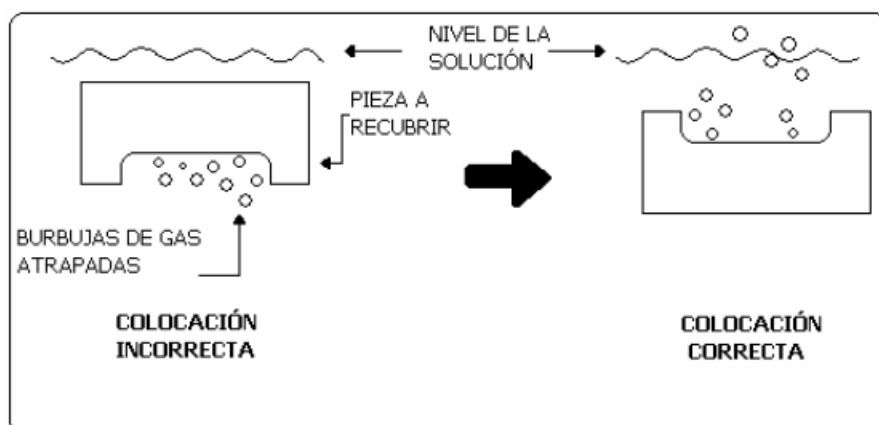 NIVEL DE LA
SOLUCIÓN
PIEZA A
RECUBRIR
BURBUJAS DE GAS
ATRAPADAS
COLOCACIÓN
INCORRECTA
COLOCACIÓN
CORRECTA